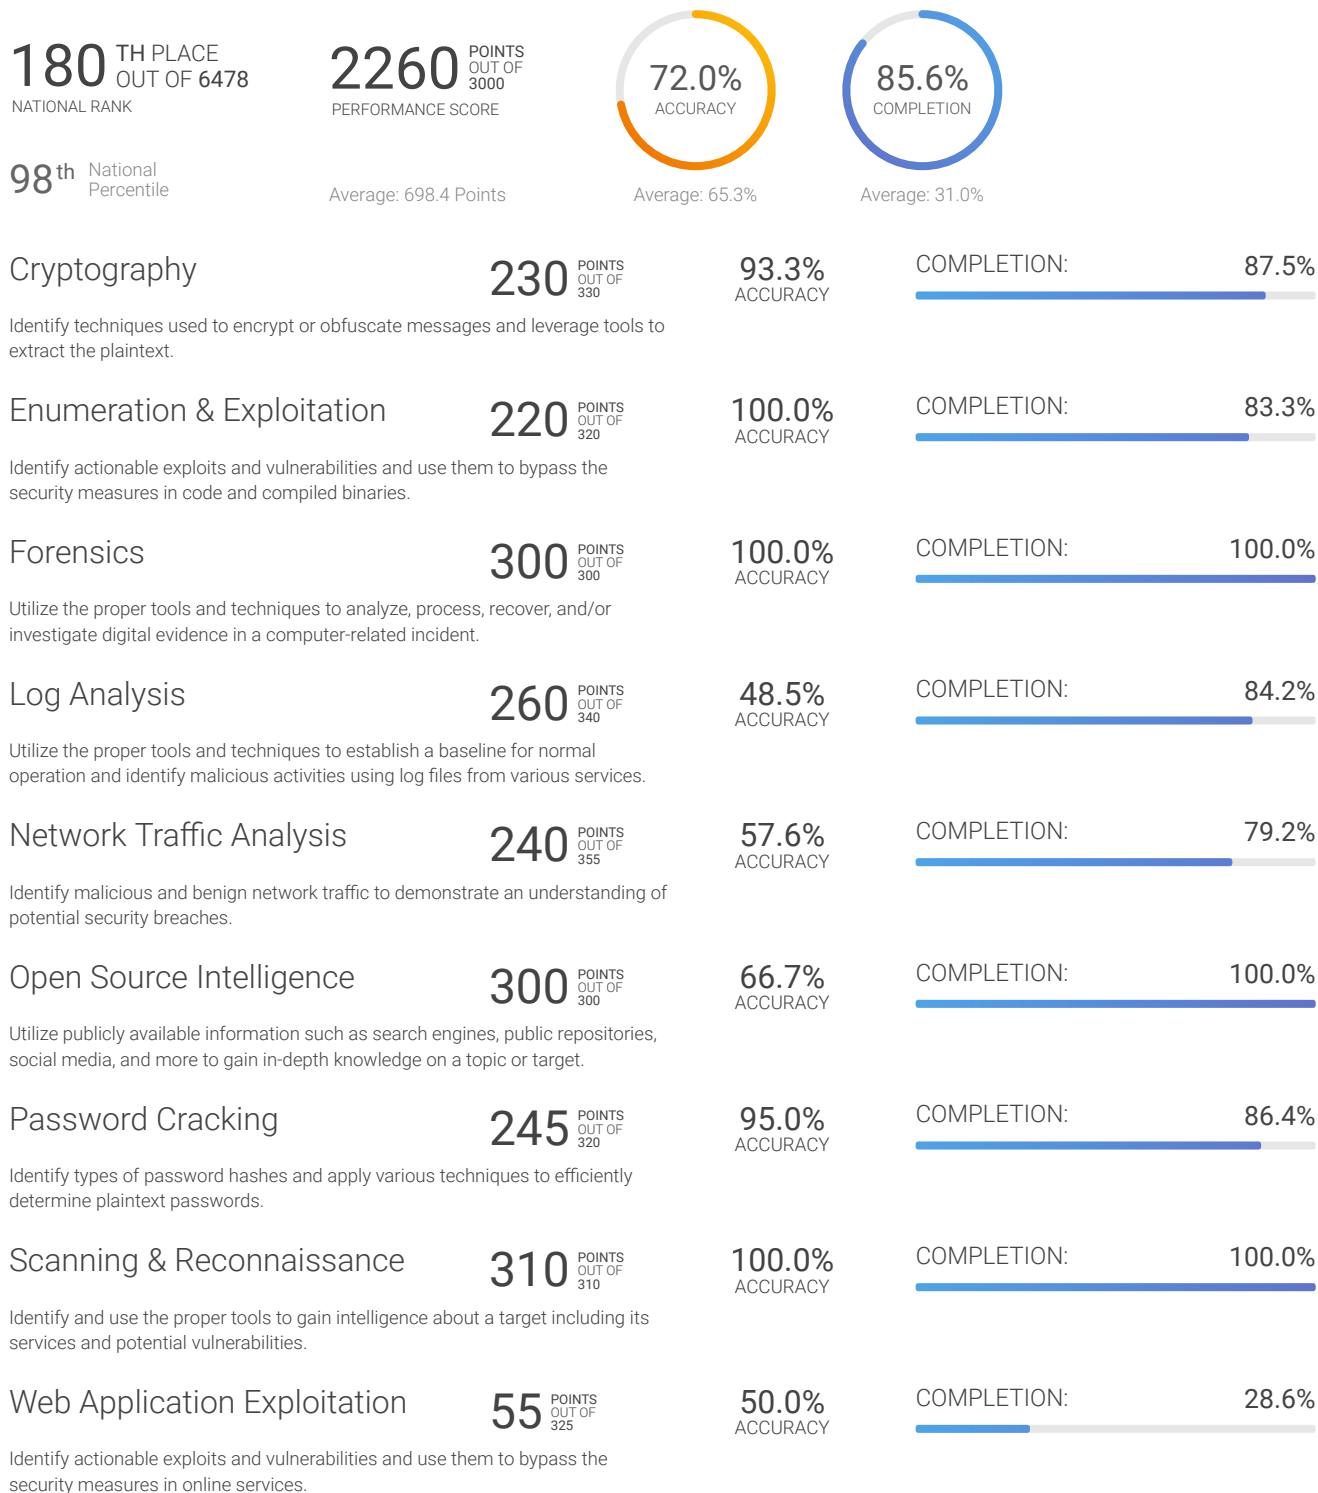 180 TH PLACE OUT OF 6478
NATIONAL RANK
98th National Percentile
2260 POINTS OUT OF 3000
PERFORMANCE SCORE
Average: 698.4 Points
72.0%
ACCURACY
Average: 65.3%
85.6%
COMPLETION
Average: 31.0%
Cryptography
230 POINTS OUT OF 330
93.3%
ACCURACY
COMPLETION: 87.5%
Identify techniques used to encrypt or obfuscate messages and leverage tools to
extract the plaintext.
Enumeration & Exploitation
220 POINTS OUT OF 320
100.0%
ACCURACY
COMPLETION: 83.3%
Identify actionable exploits and vulnerabilities and use them to bypass the
security measures in code and compiled binaries.
Forensics
300 POINTS OUT OF 300
100.0%
ACCURACY
COMPLETION: 100.0%
Utilize the proper tools and techniques to analyze, process, recover, and/or
investigate digital evidence in a computer-related incident.
Log Analysis
260 POINTS OUT OF 340
48.5%
ACCURACY
COMPLETION: 84.2%
Utilize the proper tools and techniques to establish a baseline for normal
operation and identify malicious activities using log files from various services.
Network Traffic Analysis
240 POINTS OUT OF 355
57.6%
ACCURACY
COMPLETION: 79.2%
Identify malicious and benign network traffic to demonstrate an understanding of
potential security breaches.
Open Source Intelligence
300 POINTS OUT OF 300
66.7%
ACCURACY
COMPLETION: 100.0%
Utilize publicly available information such as search engines, public repositories,
social media, and more to gain in-depth knowledge on a topic or target.
Password Cracking
245 POINTS OUT OF 320
95.0%
ACCURACY
COMPLETION: 86.4%
Identify types of password hashes and apply various techniques to efficiently
determine plaintext passwords.
Scanning & Reconnaissance
310 POINTS OUT OF 310
100.0%
ACCURACY
COMPLETION: 100.0%
Identify and use the proper tools to gain intelligence about a target including its
services and potential vulnerabilities.
Web Application Exploitation
55 POINTS OUT OF 325
50.0%
ACCURACY
COMPLETION: 28.6%
Identify actionable exploits and vulnerabilities and use them to bypass the
security measures in online services.